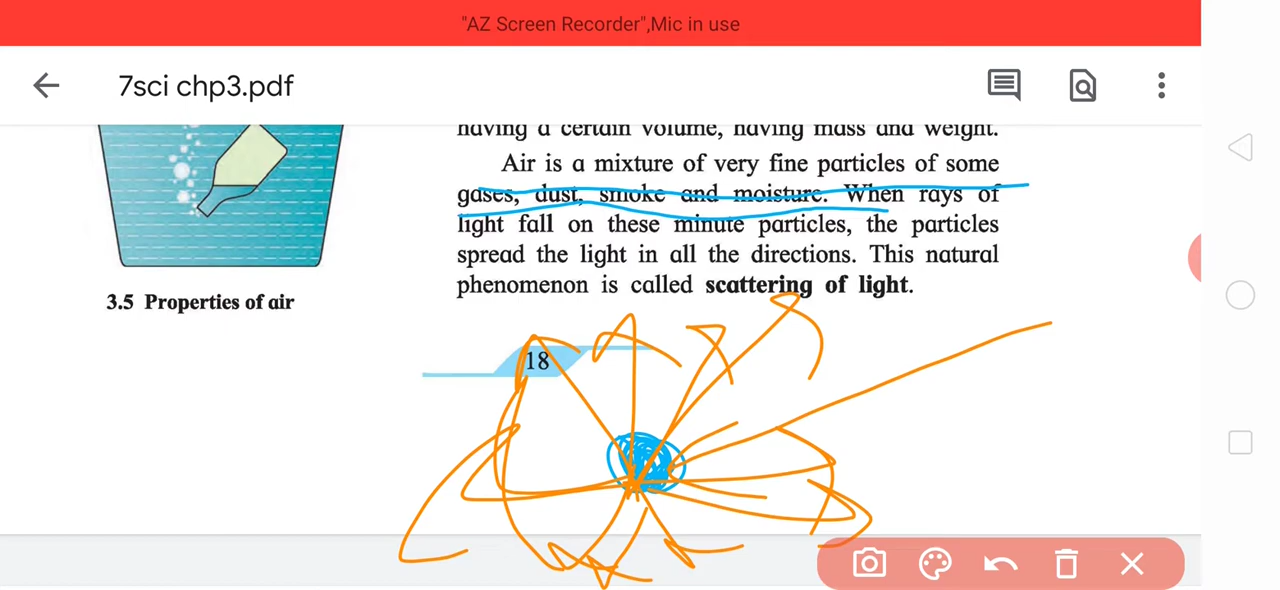 "AZ Screen Recorder",Mic in use
7sci chp3.pdf
having a certain volume, having mass and weight.
Air is a mixture of very fine particles of some
gases, dust, smoke and moisture. When rays of
light fall on these minute particles, the particles
spread the light in all the directions. This natural
phenomenon is called scattering of light.
3.5 Properties of air
18